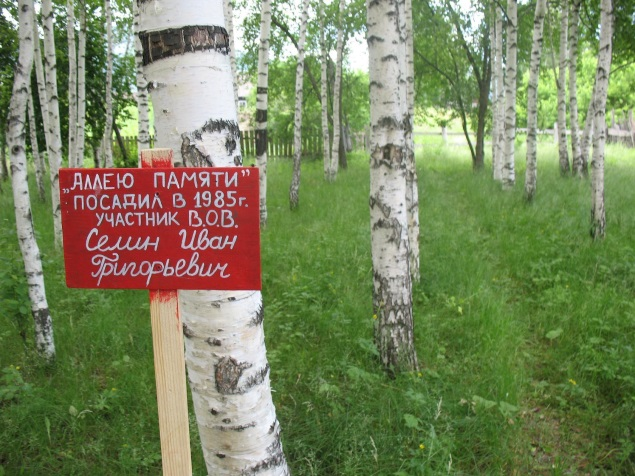 „Аллею памяти"
посадил в 1985г.
участник В.О.В.
Селин Иван
Григорьевич